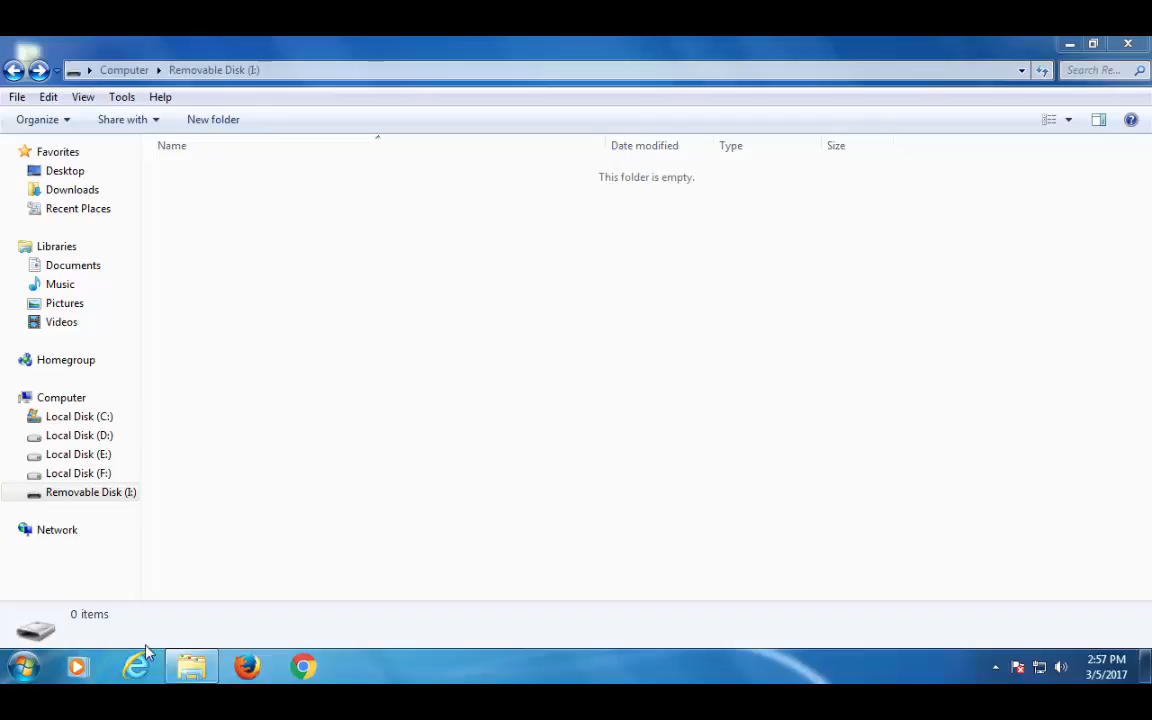 Computer Removable Disk (I:)
Search Re...
File Edit View Tools Help
Organize Share with New folder
Name Date modified Type Size
This folder is empty.
Favorites
Desktop
Downloads
Recent Places
Libraries
Documents
Music
Pictures
Videos
Homegroup
Computer
Local Disk (C:)
Local Disk (D:)
Local Disk (E:)
Local Disk (F:)
Removable Disk (I:)
Network
0 items
2:57 PM
3/5/2017